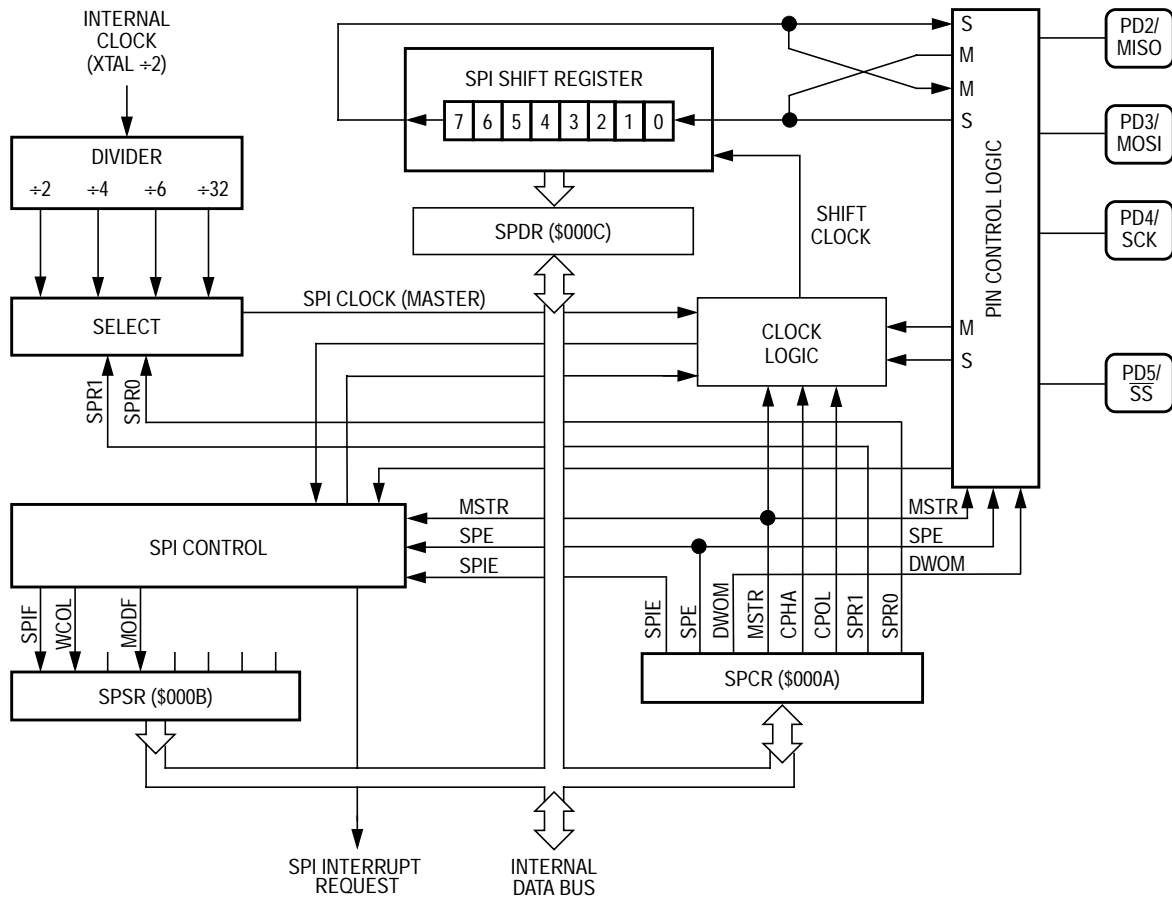 INTERNAL
CLOCK
(XTAL ÷2)
DIVIDER
÷2 ÷4 ÷6 ÷32
SELECT
SPR1
SPR0
SPI SHIFT REGISTER
7 6 5 4 3 2 1 0
SPDR ($000C)
SHIFT
CLOCK
SPI CLOCK (MASTER)
CLOCK
LOGIC
S
M
M
S
M
S
PIN CONTROL LOGIC
PD2/
MISO
PD3/
MOSI
PD4/
SCK
PD5/
SS
SPI CONTROL
MSTR
SPE
SPIE
MSTR
SPE
DWOM
SPIF
WCOL
MODF
SPSR ($000B)
SPIE
SPE
DWOM
MSTR
CPHA
CPOL
SPR1
SPR0
SPCR ($000A)
SPI INTERRUPT
REQUEST
INTERNAL
DATA BUS